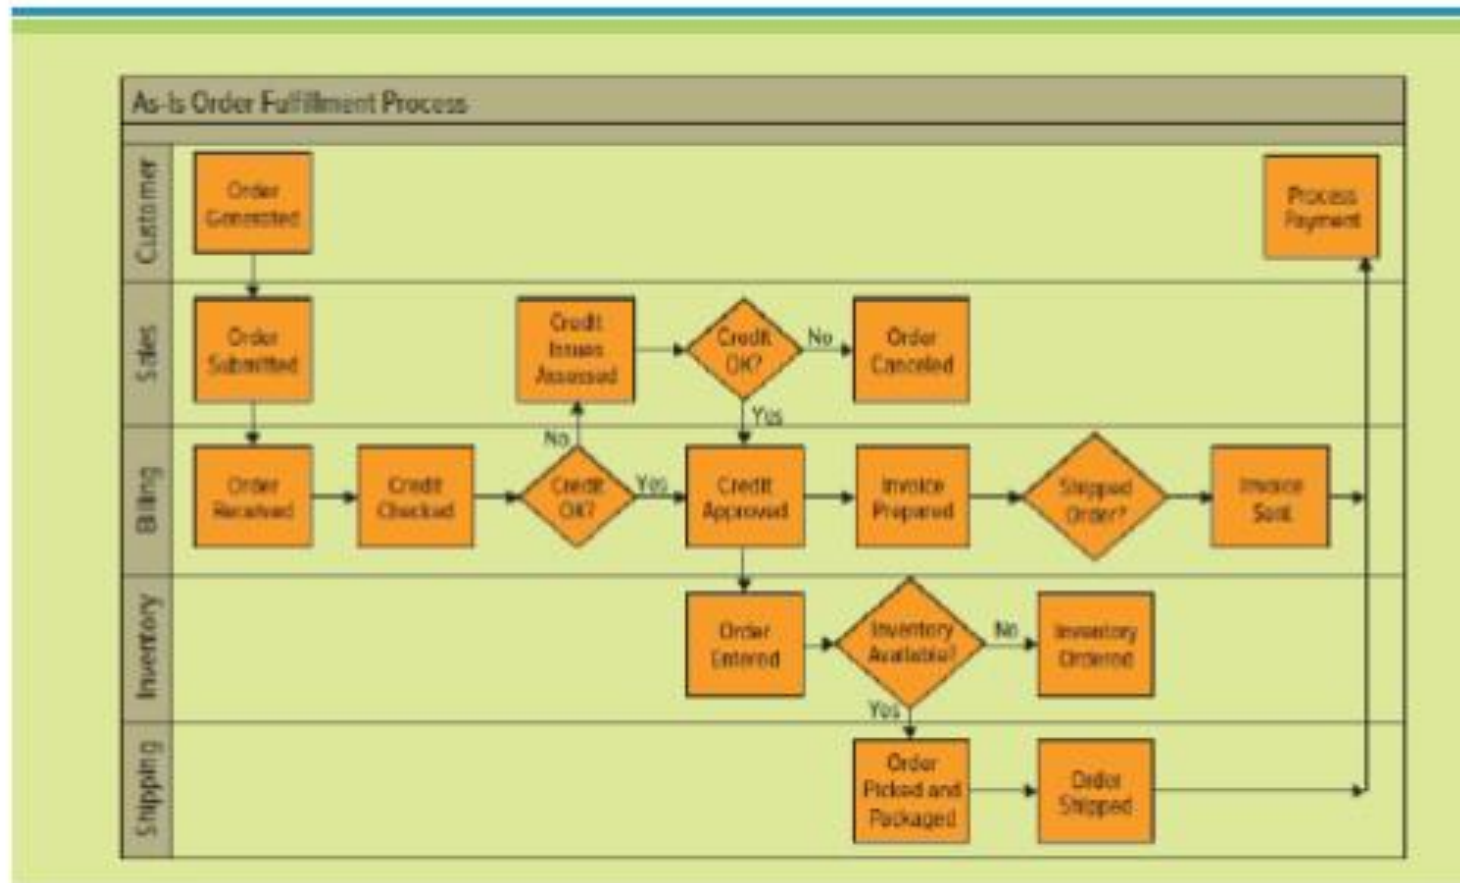 As-Is Order Fulfillment Process
Customer
Order
Generated
Process
Payment
Sales
Order
Submitted
Credit
Issues
Assessed
Credit
OK?
No
Order
Canceled
Yes
Billing
Order
Received
Credit
Checked
No
Credit
OK?
Yes
Credit
Approved
Invoice
Prepared
Shipped
Order?
Invoice
Sent
Inventory
Order
Entered
Inventory
Available?
No
Inventory
Ordered
Yes
Shipping
Order
Picked and
Packaged
Order
Shipped